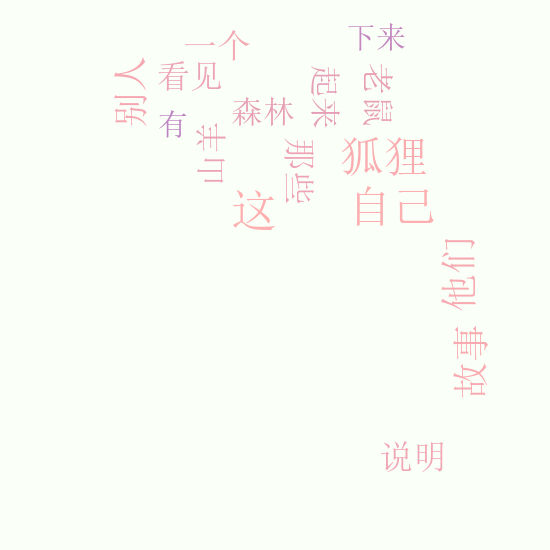 下来
一个
别人
看见
起来
老鼠
森林
有
山羊
那些
狐狸
这
自己
他们
故事
说明